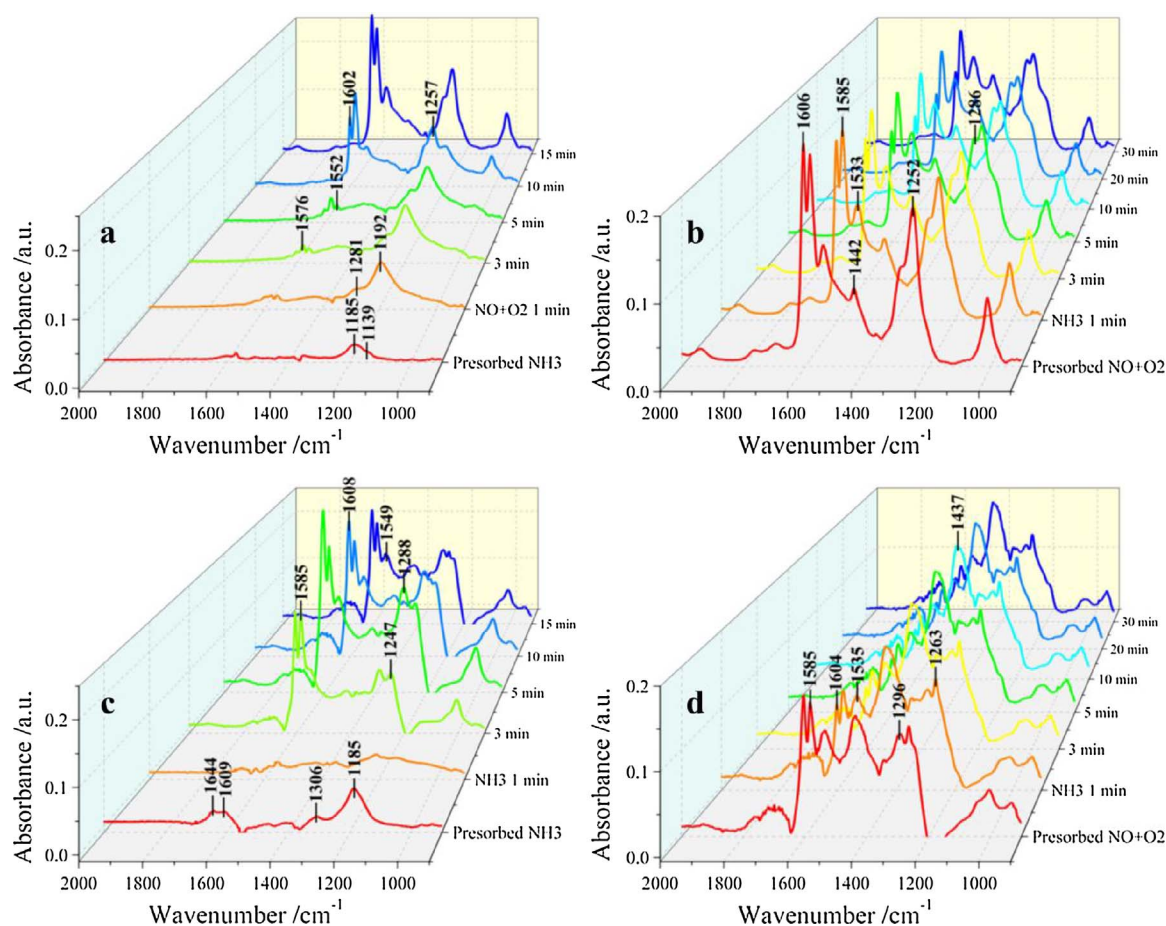 a
Absorbance /a.u.
0.2
0.1
0.0
2000 1800 1600 1400 1200 1000
Wavenumber /cm-1
1602
1257
1552
1576
1281
1192
1185
1139
15 min
10 min
5 min
3 min
NO+O2 1 min
Presorbed NH3
b
Absorbance /a.u.
0.2
0.1
0.0
2000 1800 1600 1400 1200 1000
Wavenumber /cm-1
1606
1585
1533
1442
1252
1286
30 min
20 min
10 min
5 min
3 min
NH3 1 min
Presorbed NO+O2
c
Absorbance /a.u.
0.2
0.1
0.0
2000 1800 1600 1400 1200 1000
Wavenumber /cm-1
1608
1549
1288
1585
1247
1644
1609
1306
1185
15 min
10 min
5 min
3 min
NH3 1 min
Presorbed NH3
d
Absorbance /a.u.
0.2
0.1
0.0
2000 1800 1600 1400 1200 1000
Wavenumber /cm-1
1437
1585
1604
1535
1296
1263
30 min
20 min
10 min
5 min
3 min
NH3 1 min
Presorbed NO+O2